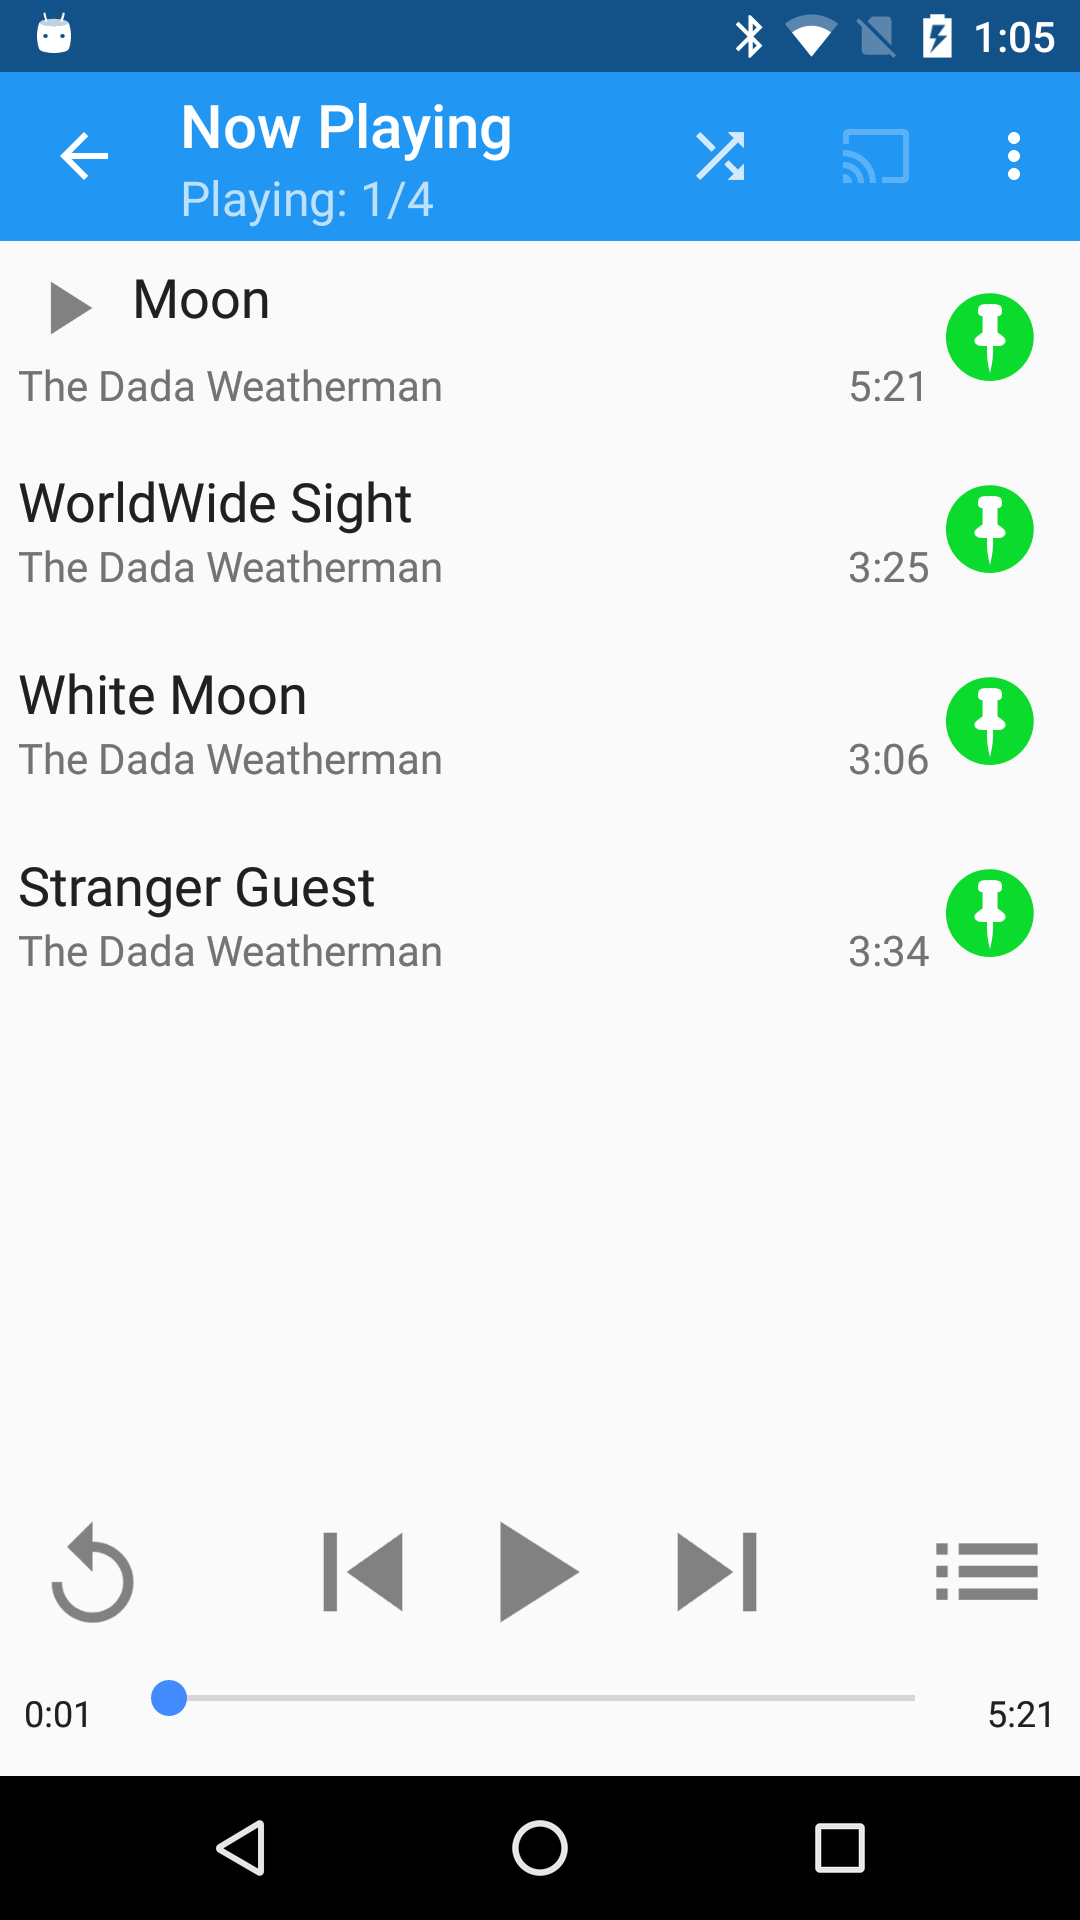 1:05
Now Playing
Playing: 1/4
Moon
The Dada Weatherman 5:21
WorldWide Sight
The Dada Weatherman 3:25
White Moon
The Dada Weatherman 3:06
Stranger Guest
The Dada Weatherman 3:34
0:01 5:21